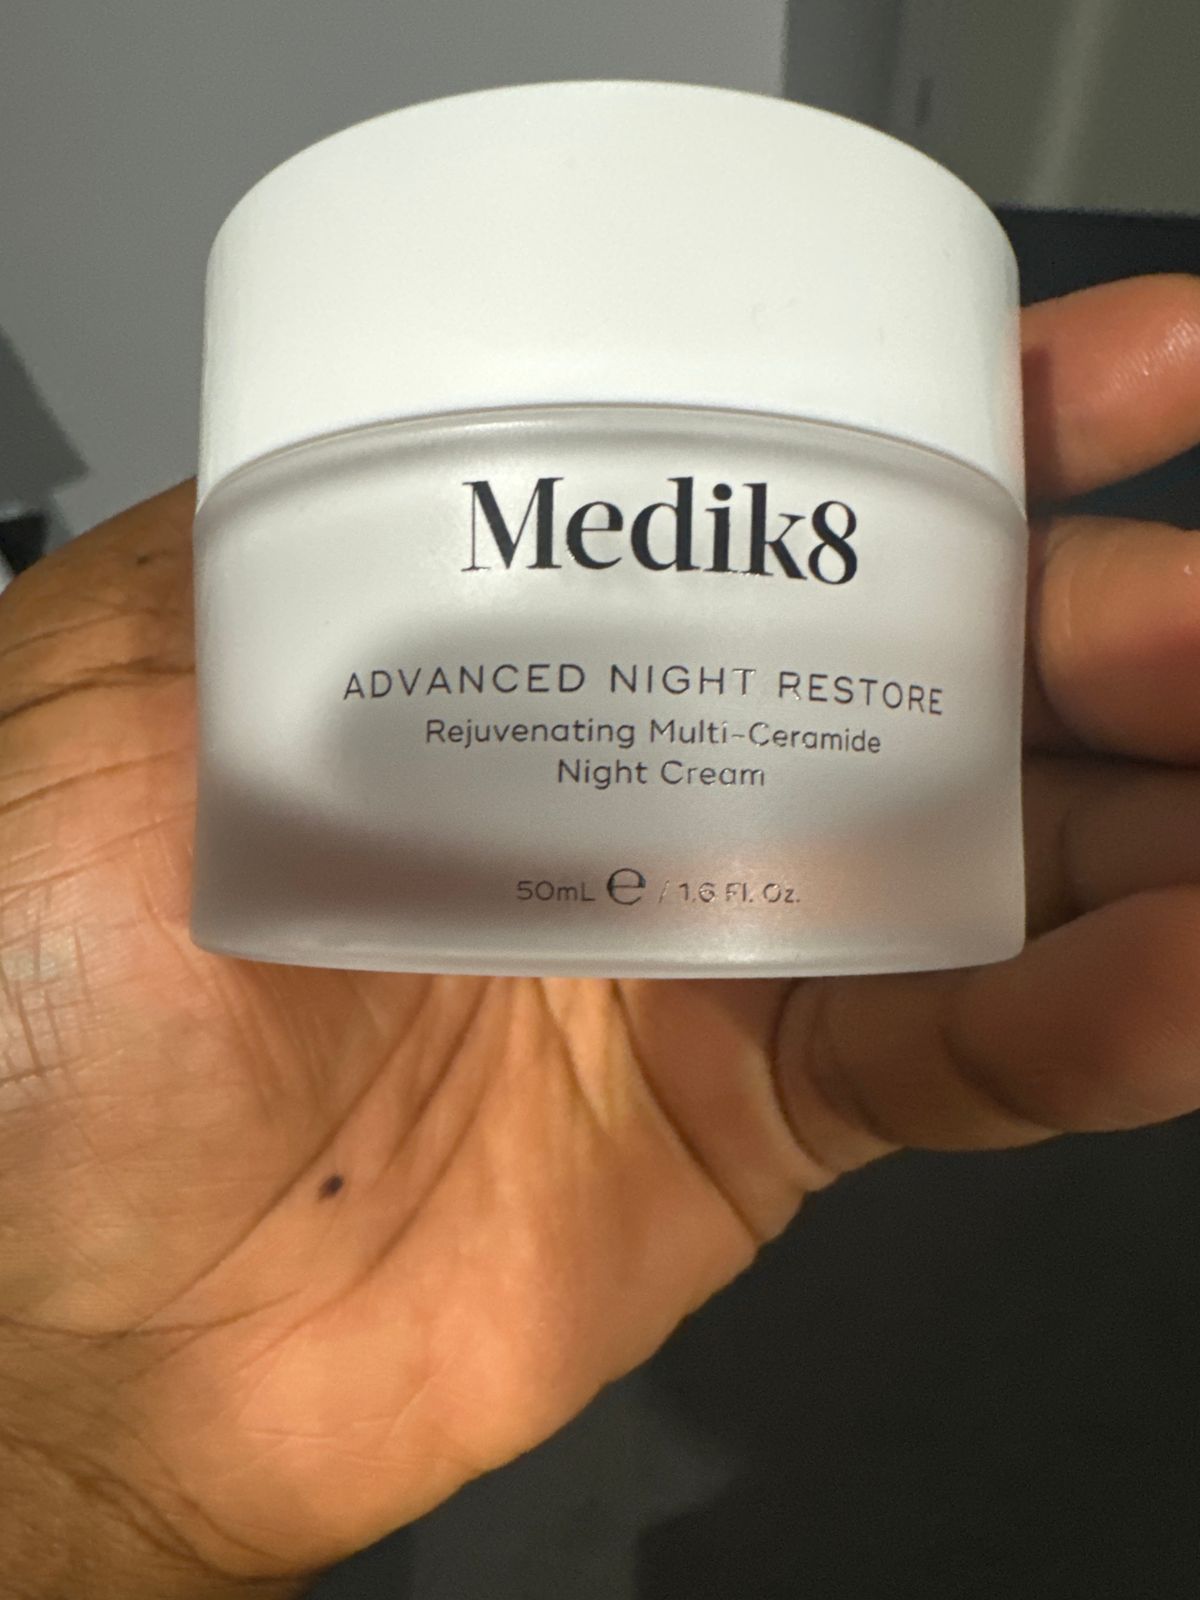 Medik8
ADVANCED NIGHT RESTORE
Rejuvenating Multi-Ceramide
Night Cream
50mL ℮ / 1.6 Fl. Oz.